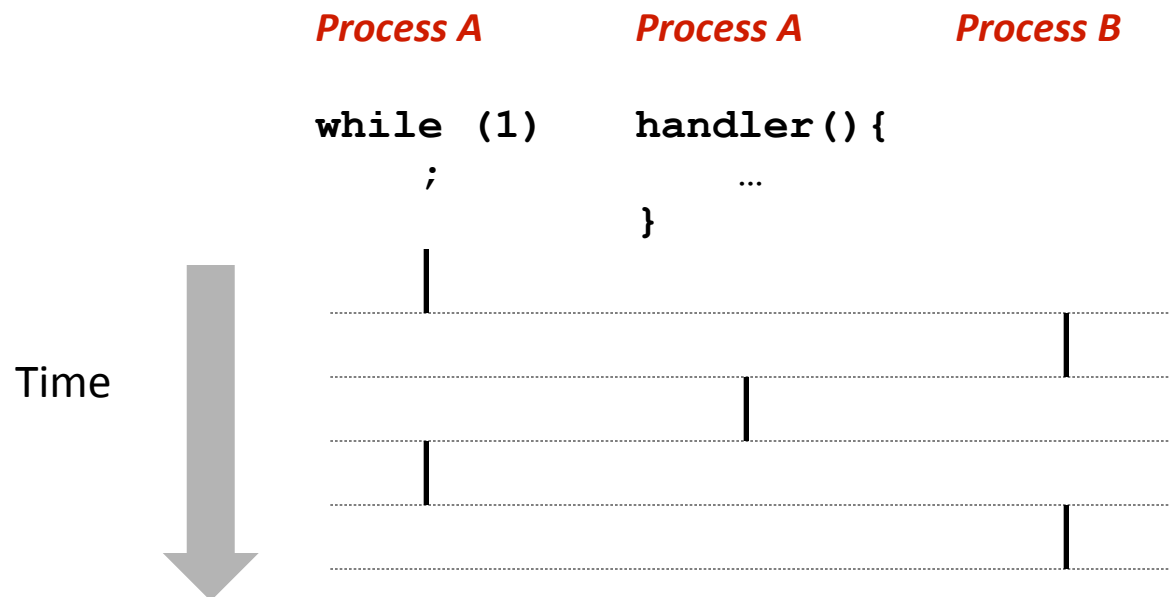 Process A Process A Process B
while (1) handler(){
; …
}
Time